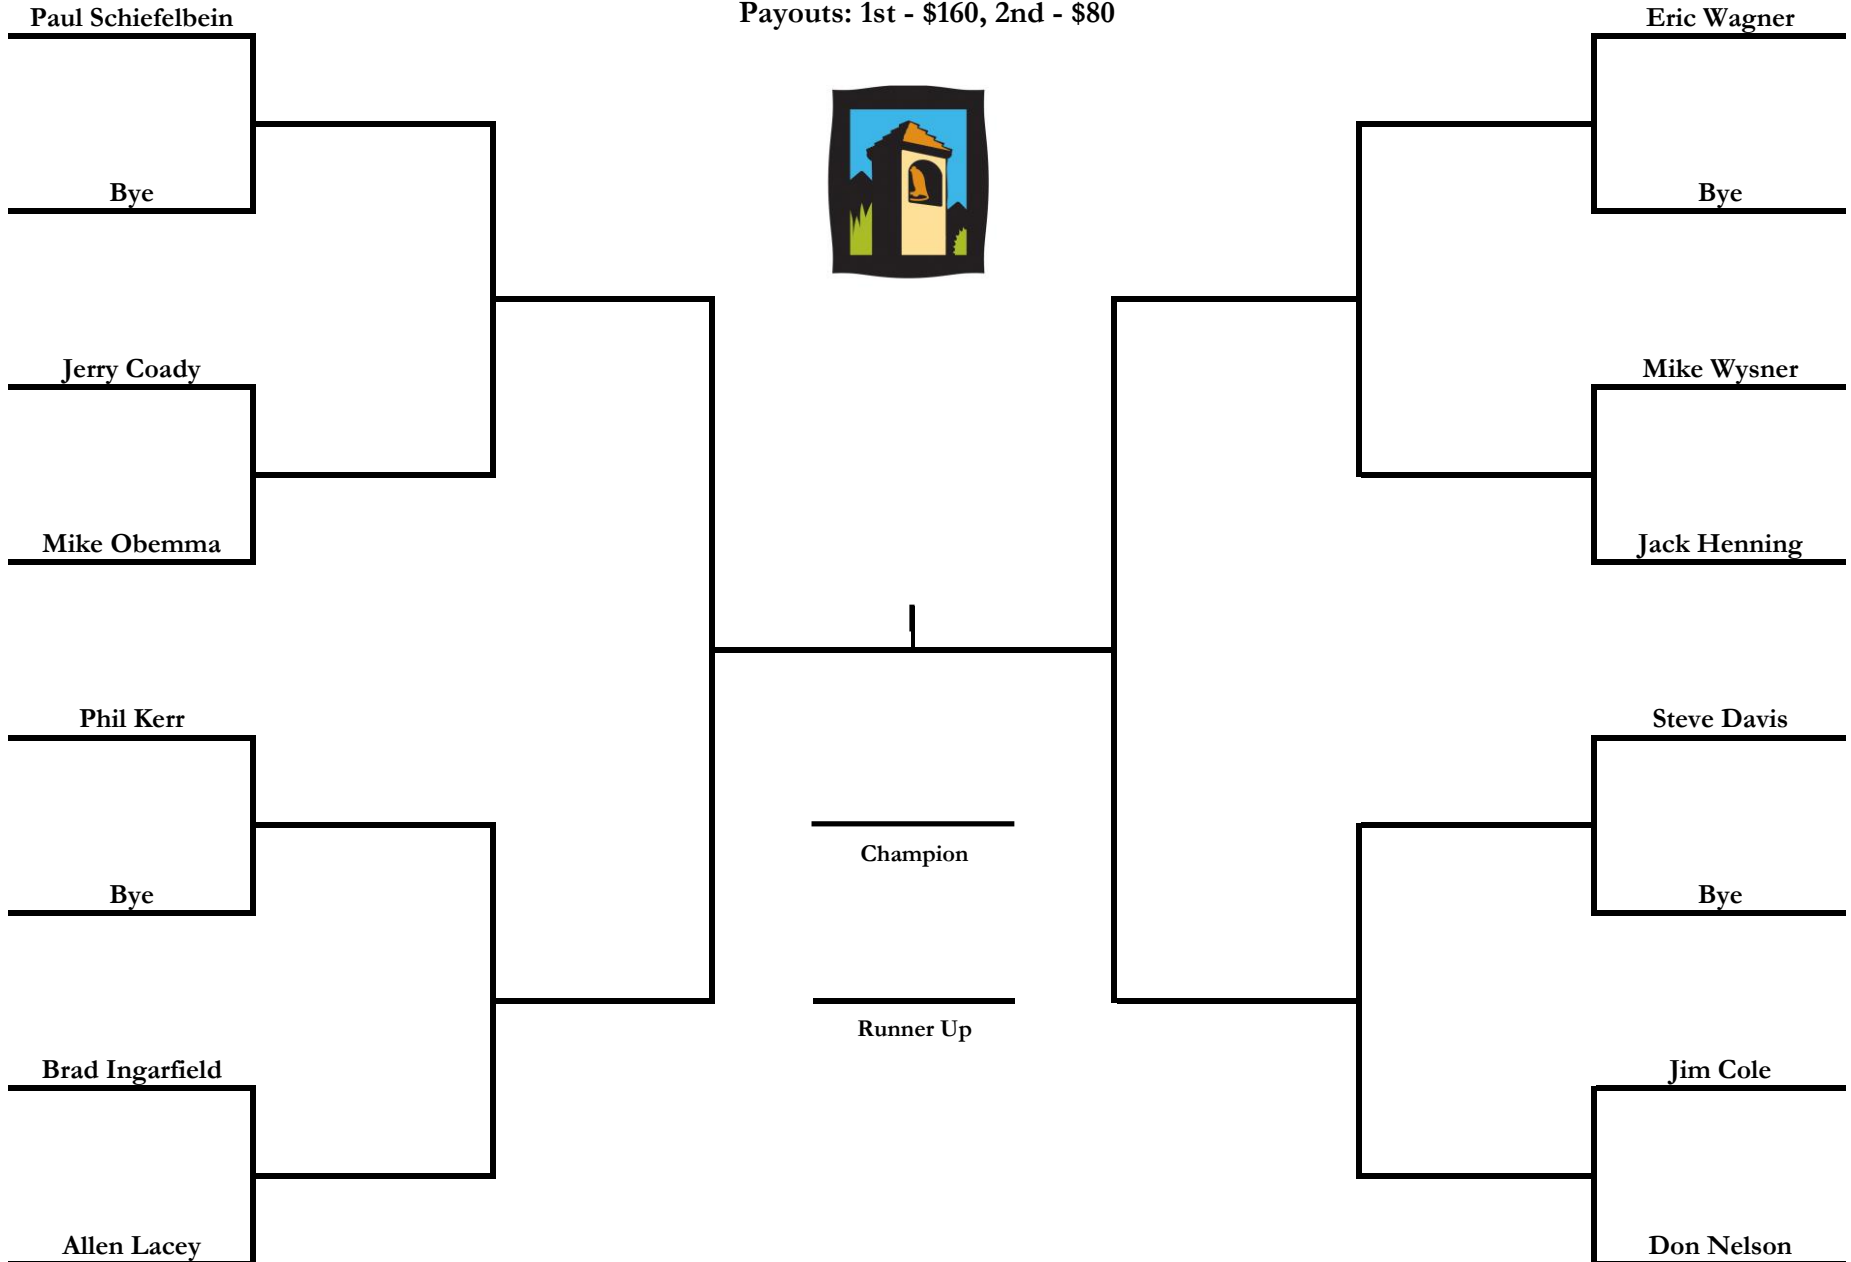 Payouts: 1st - $160, 2nd - $80
Paul Schiefelbein
Bye
Jerry Coady
Mike Obemma
Phil Kerr
Bye
Brad Ingarfield
Allen Lacey
Champion
Runner Up
Eric Wagner
Bye
Mike Wysner
Jack Henning
Steve Davis
Bye
Jim Cole
Don Nelson